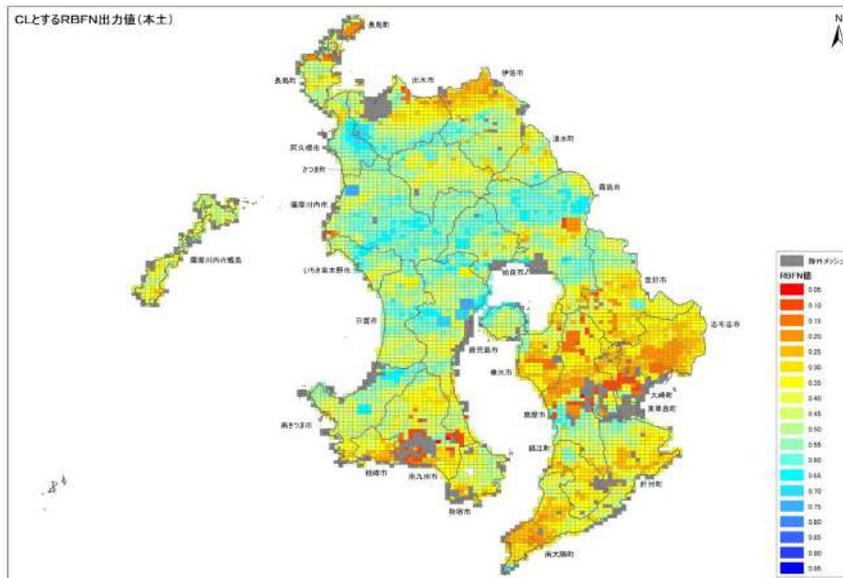 CLとするRBFN出力値(本土)
N
長島町
長島町
出水市
伊佐市
阿久根市
湧水町
さつま町
霧島市
薩摩川内市
薩摩川内市甑島
いちき串木野市
姶良市
曽於市
日置市
志布志市
鹿児島市
垂水市
大崎町
東串良町
鹿屋市
南さつま市
錦江町
肝付町
枕崎市
南九州市
指宿市
南大隅町
除外メッシュ
RBFN値
0.05
0.10
0.15
0.20
0.25
0.30
0.35
0.40
0.45
0.50
0.55
0.60
0.65
0.70
0.75
0.80
0.85
0.90
0.95